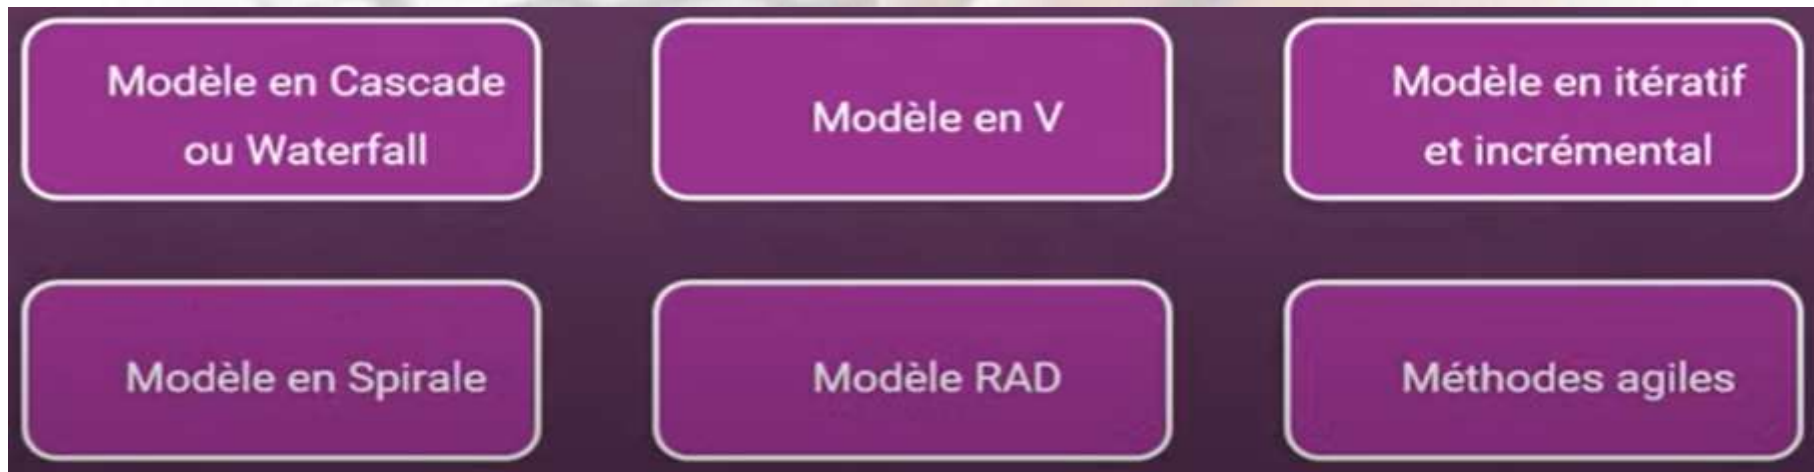 Modèle en Cascade
ou Waterfall
Modèle en V
Modèle en itératif
et incrémental
Modèle en Spirale
Modèle RAD
Méthodes agiles